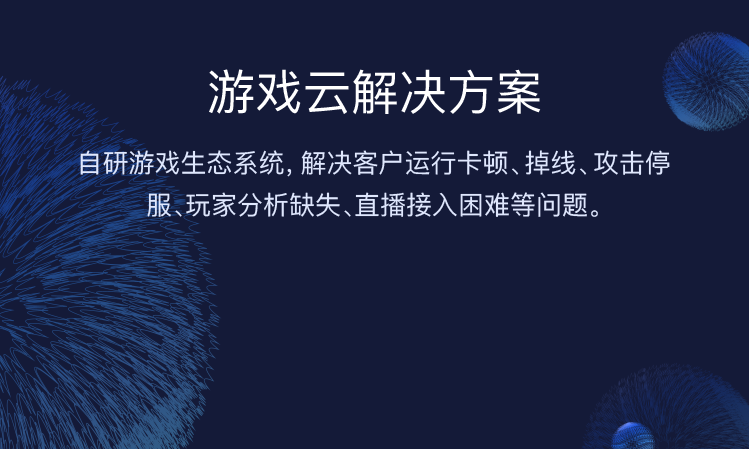 游戏云解决方案
自研游戏生态系统，解决客户运行卡顿、掉线、攻击停
服、玩家分析缺失、直播接入困难等问题。